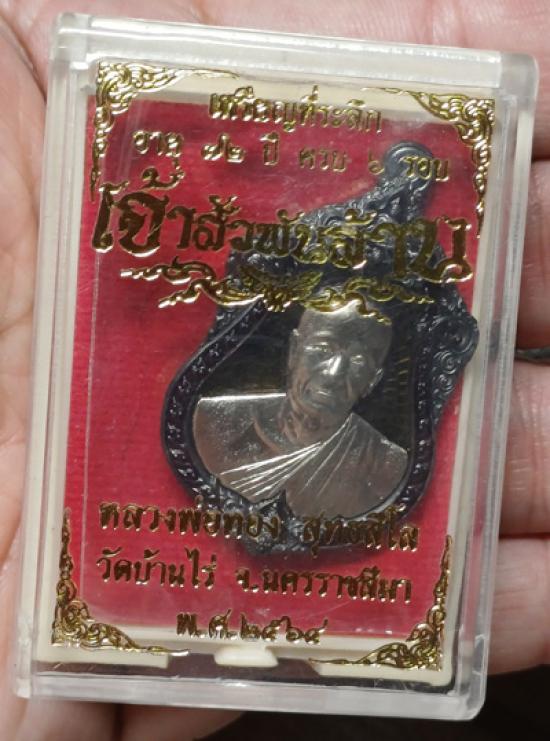 เหรียญที่ระลึก
อายุ ๗๒ ปี ครบ ๖ รอบ
เจ้าสัวพันล้าน
หลวงพ่อทอง สุทธสีโล
วัดบ้านไร่ จ.นครราชสีมา
พ.ศ.๒๕๖๔